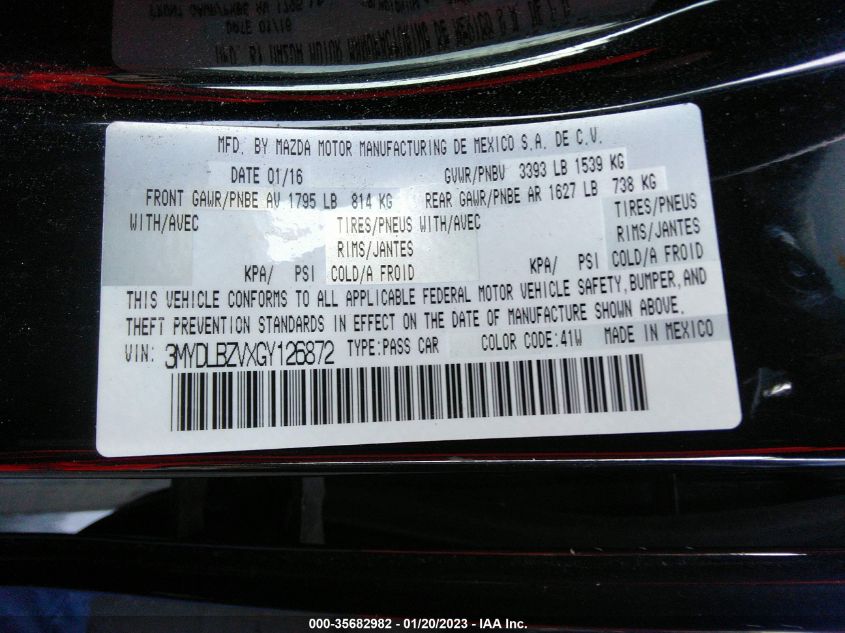 MFD. BY MAZDA MOTOR MANUFACTURING DE MEXICO S.A. DE C.V.
DATE 01/16 GVWR/PNBV 3393 LB 1539 KG
FRONT GAWR/PNBE AV 1795 LB 814 KG REAR GAWR/PNBE AR 1627 LB 738 KG
WITH/AVEC TIRES/PNEUS WITH/AVEC TIRES/PNEUS
RIMS/JANTES RIMS/JANTES
KPA/ PSI COLD/A FROID KPA/ PSI COLD/A FROID
THIS VEHICLE CONFORMS TO ALL APPLICABLE FEDERAL MOTOR VEHICLE SAFETY, BUMPER, AND
THEFT PREVENTION STANDARDS IN EFFECT ON THE DATE OF MANUFACTURE SHOWN ABOVE.
VIN: 3MYDLBZVXGY126872 TYPE:PASS CAR COLOR CODE:41W MADE IN MEXICO
000-35682982 - 01/20/2023 - IAA Inc.